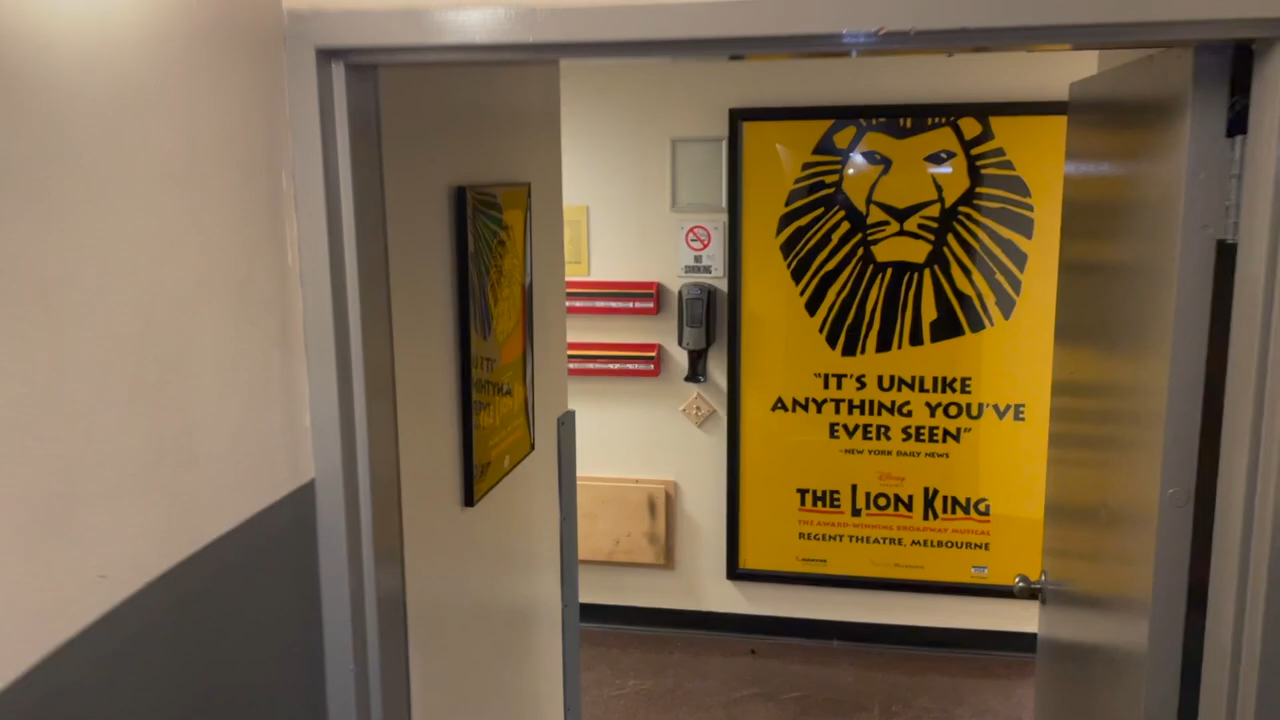 NO
SMOKING
"IT'S UNLIKE
ANYTHING YOU'VE
EVER SEEN"
-NEW YORK DAILY NEWS
Disney
PRESENTS
THE LION KING
THE AWARD-WINNING BROADWAY MUSICAL
REGENT THEATRE, MELBOURNE